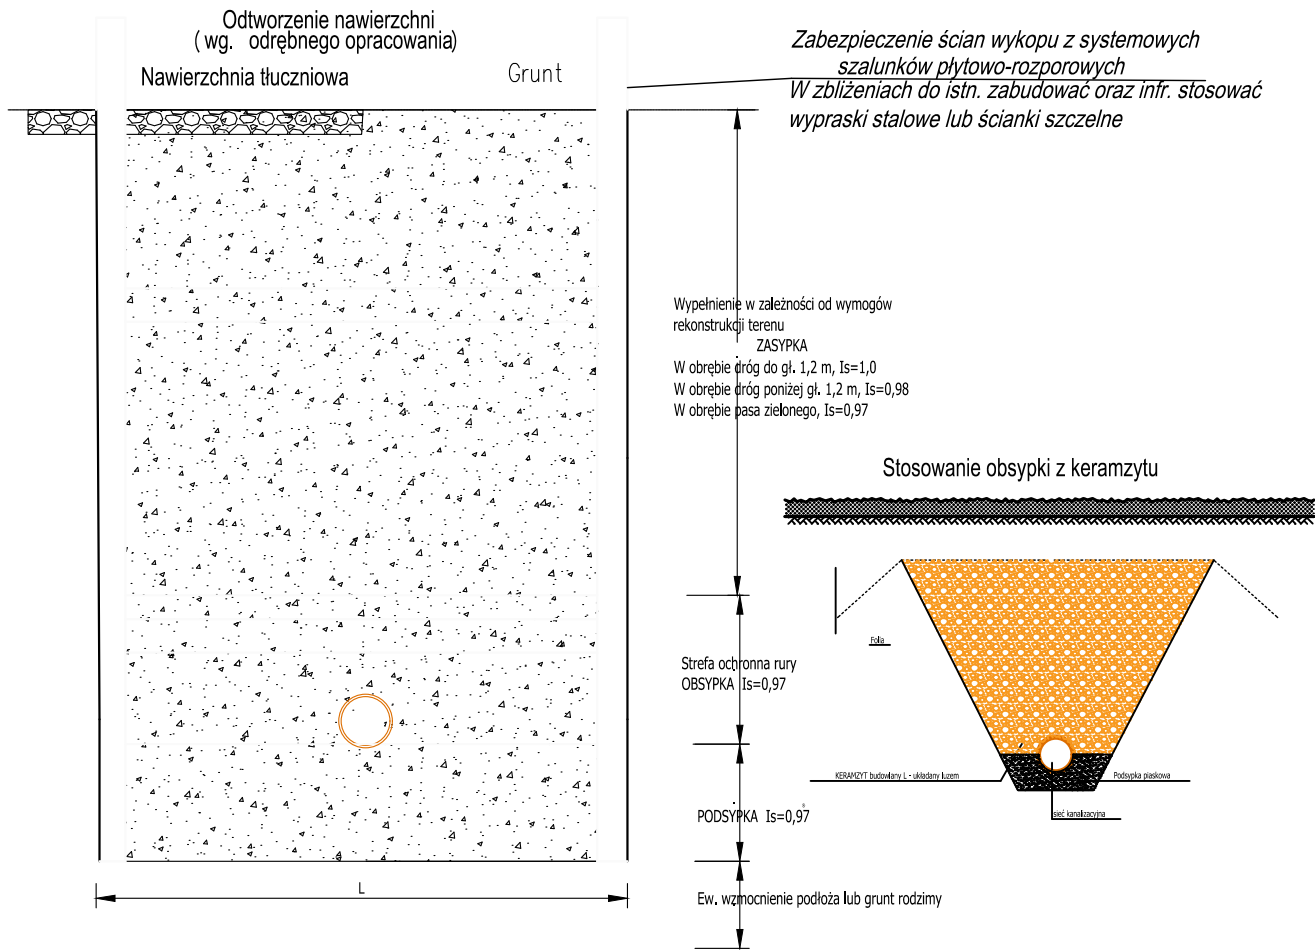 Odtworzenie nawierzchni
( wg. odrębnego opracowania)
Nawierzchnia tłuczniowa
Grunt
Zabezpieczenie ścian wykopu z systemowych
szalunków płytowo-rozporowych
W zbliżeniach do istn. zabudować oraz infr. stosować
wypraski stalowe lub ścianki szczelne
Wypełnienie w zależności od wymogów
rekonstrukcji terenu
ZASYPKA
W obrębie dróg do gł. 1,2 m, Is=1,0
W obrębie dróg poniżej gł. 1,2 m, Is=0,98
W obrębie pasa zielonego, Is=0,97
Stosowanie obsypki z keramzytu
Folia
Strefa ochronna rury
OBSYPKA Is=0,97
KERAMZYT budowlany L - układany luzem
Podsypka piaskowa
sieć kanalizacyjna
PODSYPKA Is=0,97
L
Ew. wzmocnienie podłoża lub grunt rodzimy